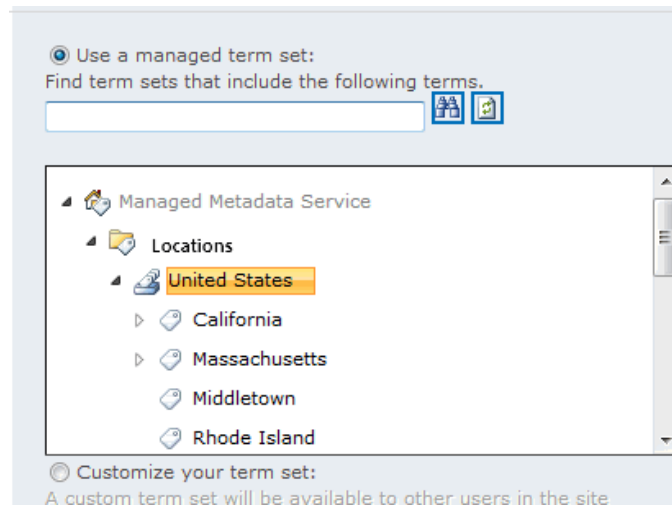 Use a managed term set:
Find term sets that include the following terms.
Managed Metadata Service
Locations
United States
California
Massachusetts
Middletown
Rhode Island
Customize your term set:
A custom term set will be available to other users in the site